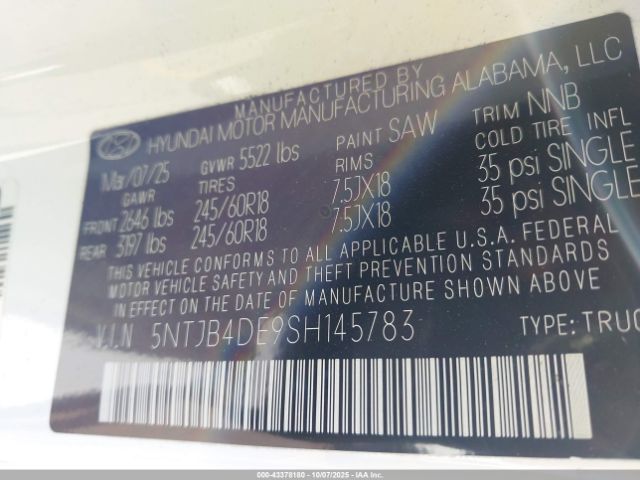 MANUFACTURED BY
HYUNDAI MOTOR MANUFACTURING ALABAMA, LLC
Mar/07/25 GVWR 5522 lbs PAINT SAW TRIM NNB
GAWR TIRES RIMS COLD TIRE INFL
FRONT 2646 lbs 245/60R18 7.5JX18 35 psi SINGLE
REAR 3197 lbs 245/60R18 7.5JX18 35 psi SINGLE
THIS VEHICLE CONFORMS TO ALL APPLICABLE U.S.A. FEDERAL
MOTOR VEHICLE SAFETY AND THEFT PREVENTION STANDARDS
IN EFFECT ON THE DATE OF MANUFACTURE SHOWN ABOVE
V.I.N 5NTJB4DE9SH145783 TYPE: TRUC
000-43378180 - 10/07/2025 - IAAI.COM